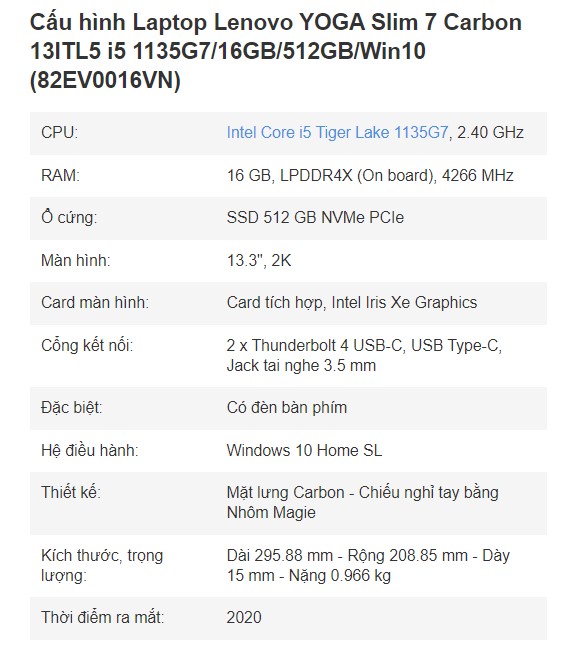 Cấu hình Laptop Lenovo YOGA Slim 7 Carbon
13ITL5 i5 1135G7/16GB/512GB/Win10
(82EV0016VN)
CPU: Intel Core i5 Tiger Lake 1135G7, 2.40 GHz
RAM: 16 GB, LPDDR4X (On board), 4266 MHz
Ổ cứng: SSD 512 GB NVMe PCIe
Màn hình: 13.3", 2K
Card màn hình: Card tích hợp, Intel Iris Xe Graphics
Cổng kết nối: 2 x Thunderbolt 4 USB-C, USB Type-C,
Jack tai nghe 3.5 mm
Đặc biệt: Có đèn bàn phím
Hệ điều hành: Windows 10 Home SL
Thiết kế: Mặt lưng Carbon - Chiếu nghỉ tay bằng
Nhôm Magie
Kích thước, trọng Dài 295.88 mm - Rộng 208.85 mm - Dày
lượng: 15 mm - Nặng 0.966 kg
Thời điểm ra mắt: 2020